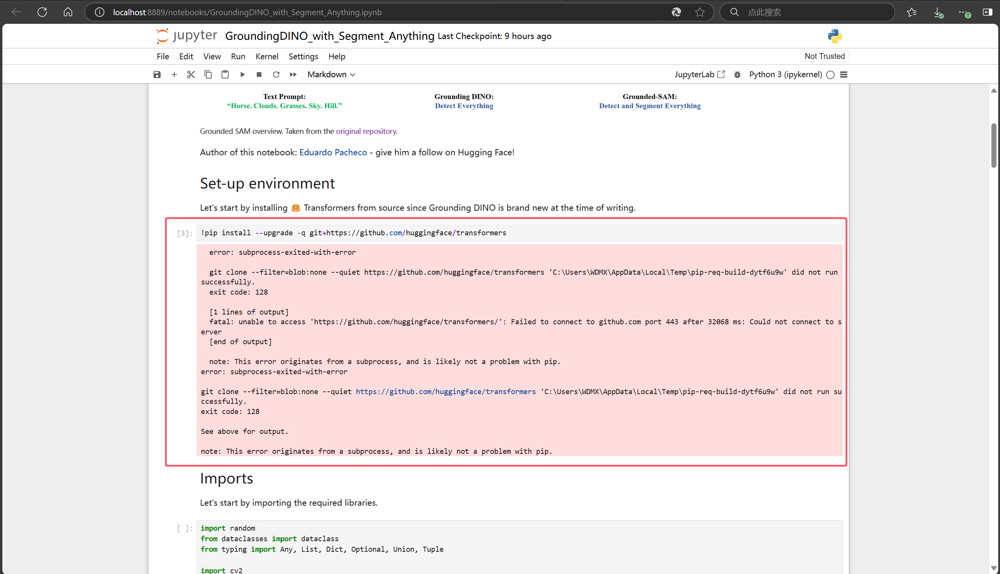 localhost:8889/notebooks/GroundingDINO_with_Segment_Anything.ipynb
点此搜索
jupyter GroundingDINO_with_Segment_Anything Last Checkpoint: 9 hours ago
File Edit View Run Kernel Settings Help
Not Trusted
Markdown
JupyterLab
Python 3 (ipykernel)
Text Prompt:
“Horse. Clouds. Grasses. Sky. Hill.”
Grounding DINO:
Detect Everything
Grounded-SAM:
Detect and Segment Everything
Grounded SAM overview. Taken from the original repository.
Author of this notebook: Eduardo Pacheco - give him a follow on Hugging Face!
Set-up environment
Let's start by installing 🤗 Transformers from source since Grounding DINO is brand new at the time of writing.
[3]: !pip install --upgrade -q git+https://github.com/huggingface/transformers
error: subprocess-exited-with-error
git clone --filter=blob:none --quiet https://github.com/huggingface/transformers 'C:\Users\WDMX\AppData\Local\Temp\pip-req-build-dytf6u9w' did not run
successfully.
exit code: 128
[1 lines of output]
fatal: unable to access 'https://github.com/huggingface/transformers/': Failed to connect to github.com port 443 after 32068 ms: Could not connect to s
erver
[end of output]
note: This error originates from a subprocess, and is likely not a problem with pip.
error: subprocess-exited-with-error
git clone --filter=blob:none --quiet https://github.com/huggingface/transformers 'C:\Users\WDMX\AppData\Local\Temp\pip-req-build-dytf6u9w' did not run su
ccessfully.
exit code: 128
See above for output.
note: This error originates from a subprocess, and is likely not a problem with pip.
Imports
Let's start by importing the required libraries.
[ ]: import random
from dataclasses import dataclass
from typing import Any, List, Dict, Optional, Union, Tuple
import cv2